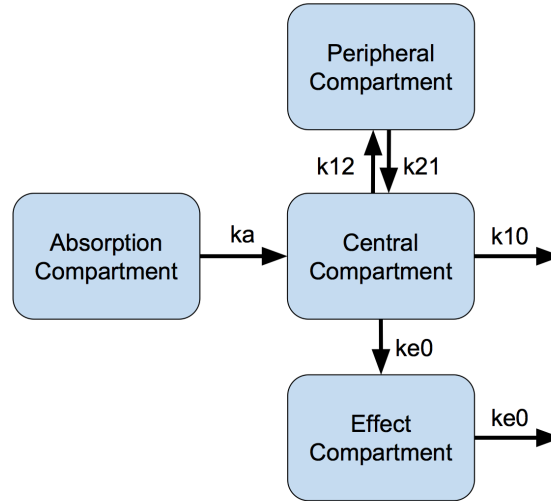 Peripheral
Compartment
k12
k21
Absorption
Compartment
ka
Central
Compartment
k10
ke0
Effect
Compartment
ke0